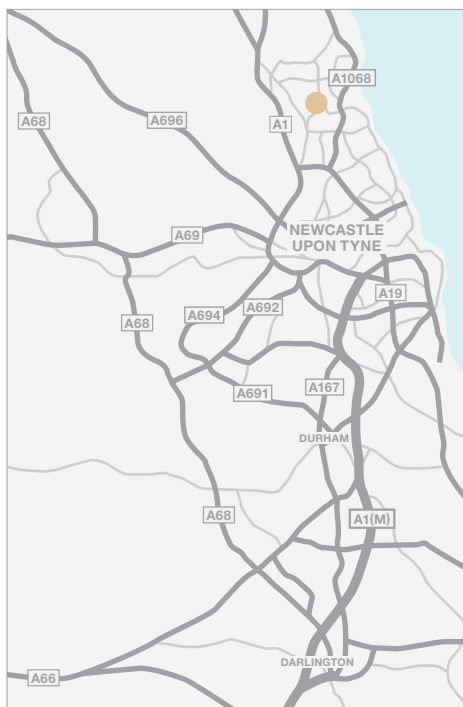 A1068
A68
A696
A1
NEWCASTLE
UPON TYNE
A69
A19
A68
A694
A692
A691
A167
DURHAM
A68
A1(M)
DARLINGTON
A66